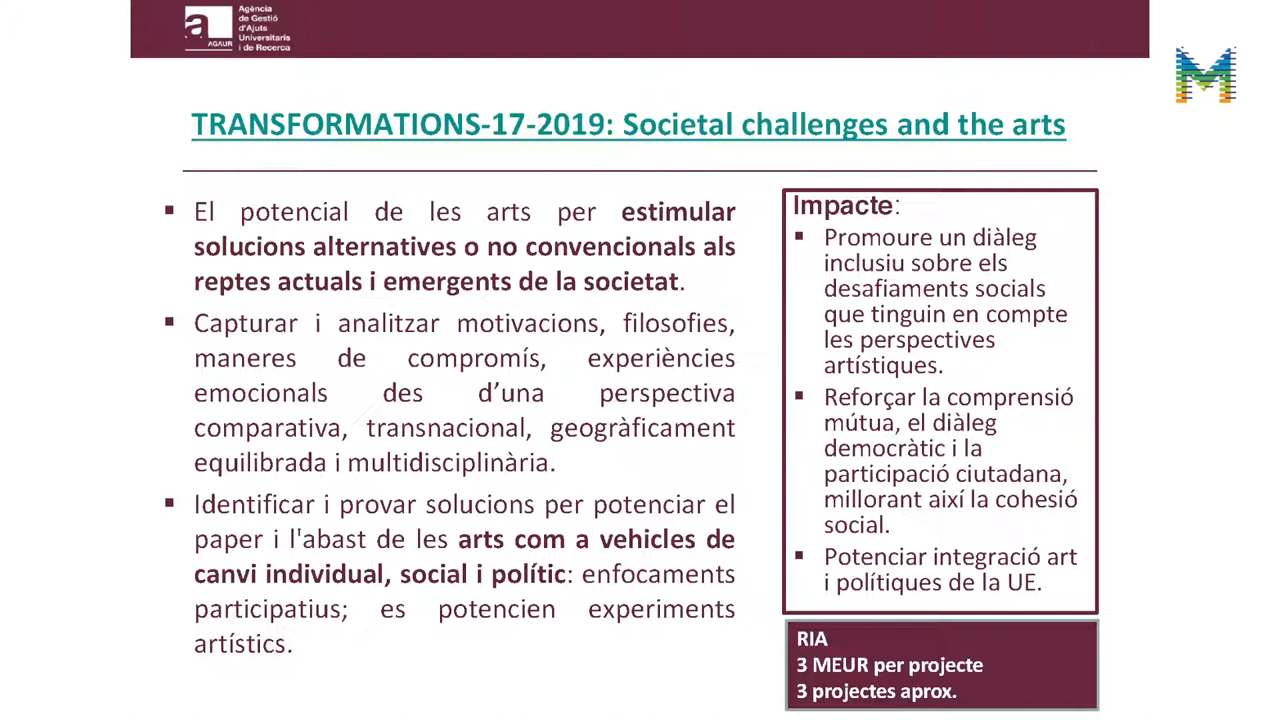 Agència
de Gestió
d'Ajuts
Universitaris
i de Recerca
a
AGAUR
M
TRANSFORMATIONS-17-2019: Societal challenges and the arts
El potencial de les arts per estimular
solucions alternatives o no convencionals als
reptes actuals i emergents de la societat.
Capturar i analitzar motivacions, filosofies,
maneres de compromís, experiències
emocionals des d’una perspectiva
comparativa, transnacional, geogràficament
equilibrada i multidisciplinària.
Identificar i provar solucions per potenciar el
paper i l'abast de les arts com a vehicles de
canvi individual, social i polític: enfocaments
participatius; es potencien experiments
artístics.
Impacte:
Promoure un diàleg
inclusiu sobre els
desafiaments socials
que tinguin en compte
les perspectives
artístiques.
Reforçar la comprensió
mútua, el diàleg
democràtic i la
participació ciutadana,
millorant així la cohesió
social.
Potenciar integració art
i polítiques de la UE.
RIA
3 MEUR per projecte
3 projectes aprox.